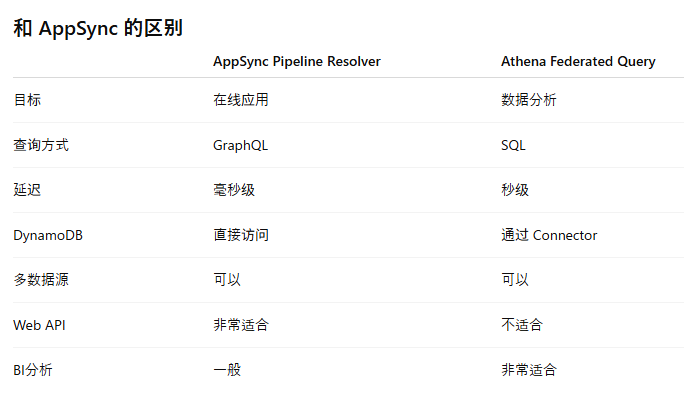 和 AppSync 的区别
AppSync Pipeline Resolver Athena Federated Query
目标 在线应用 数据分析
查询方式 GraphQL SQL
延迟 毫秒级 秒级
DynamoDB 直接访问 通过 Connector
多数据源 可以 可以
Web API 非常适合 不适合
BI分析 一般 非常适合